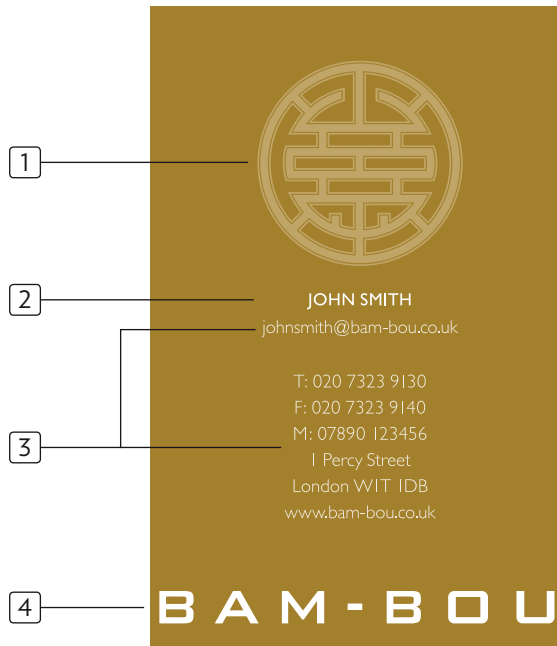 1
2
JOHN SMITH
johnsmith@bam-bou.co.uk
T: 020 7323 9130
F: 020 7323 9140
M: 07890 123456
3
1 Percy Street
London W1T 1DB
www.bam-bou.co.uk
4
BAM-BOU